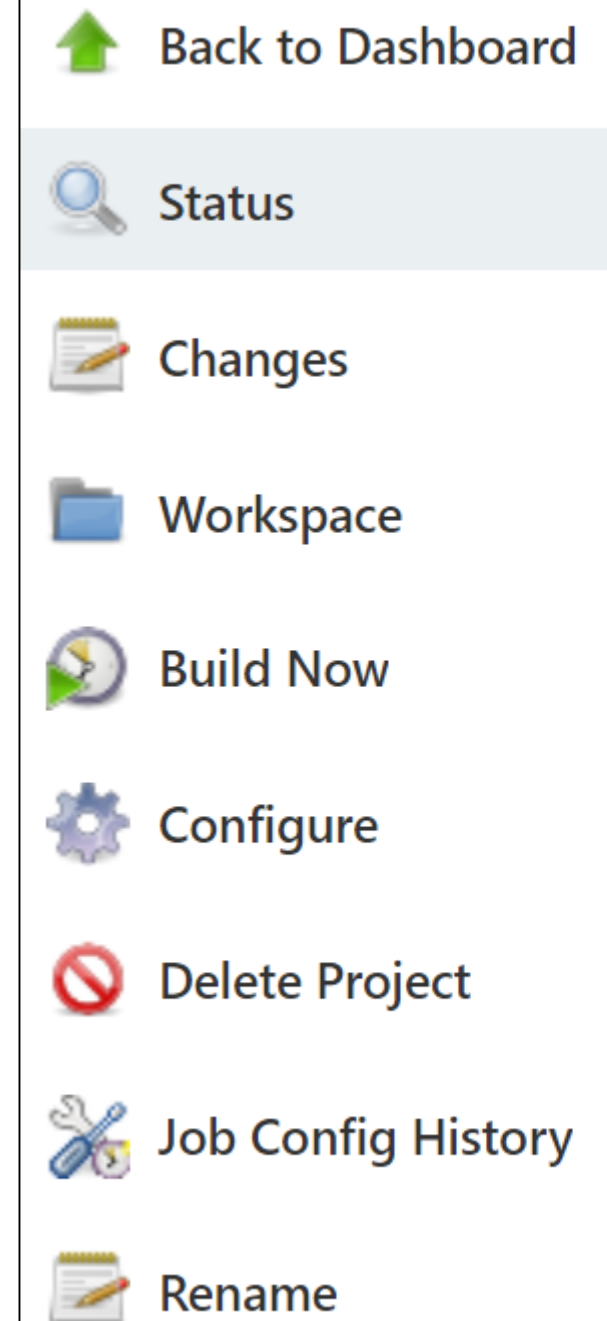 Back to Dashboard
Status
Changes
Workspace
Build Now
Configure
Delete Project
Job Config History
Rename